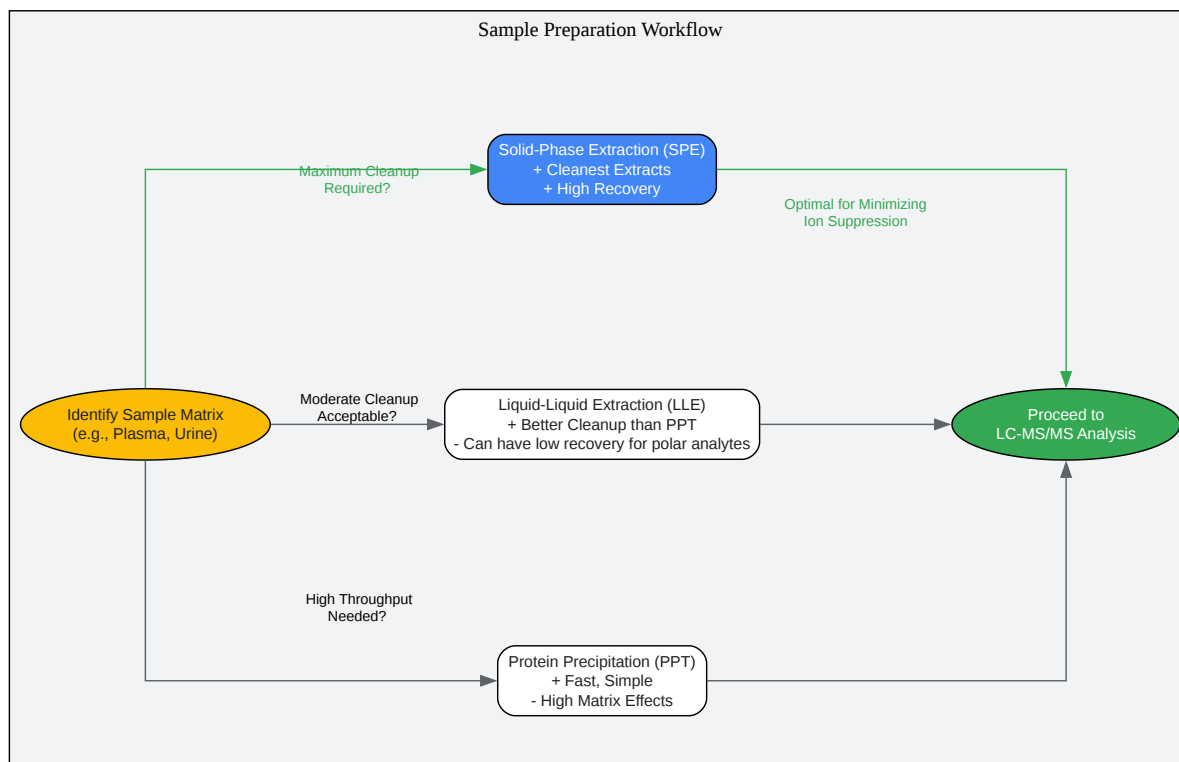 Sample Preparation Workflow
Solid-Phase Extraction (SPE)
+ Cleanest Extracts
+ High Recovery
Maximum Cleanup
Required?
Optimal for Minimizing
Ion Suppression
Identify Sample Matrix
(e.g., Plasma, Urine)
Moderate Cleanup
Acceptable?
Liquid-Liquid Extraction (LLE)
+ Better Cleanup than PPT
- Can have low recovery for polar analytes
Proceed to
LC-MS/MS Analysis
High Throughput
Needed?
Protein Precipitation (PPT)
+ Fast, Simple
- High Matrix Effects